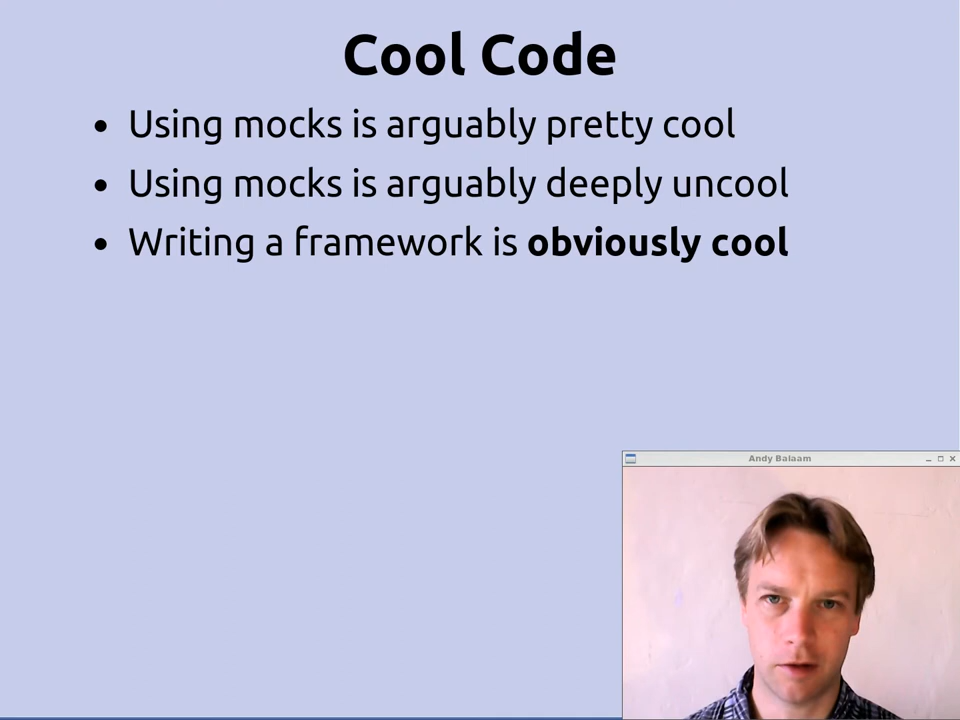 Cool Code
• Using mocks is arguably pretty cool
• Using mocks is arguably deeply uncool
• Writing a framework is obviously cool
Andy Balaam